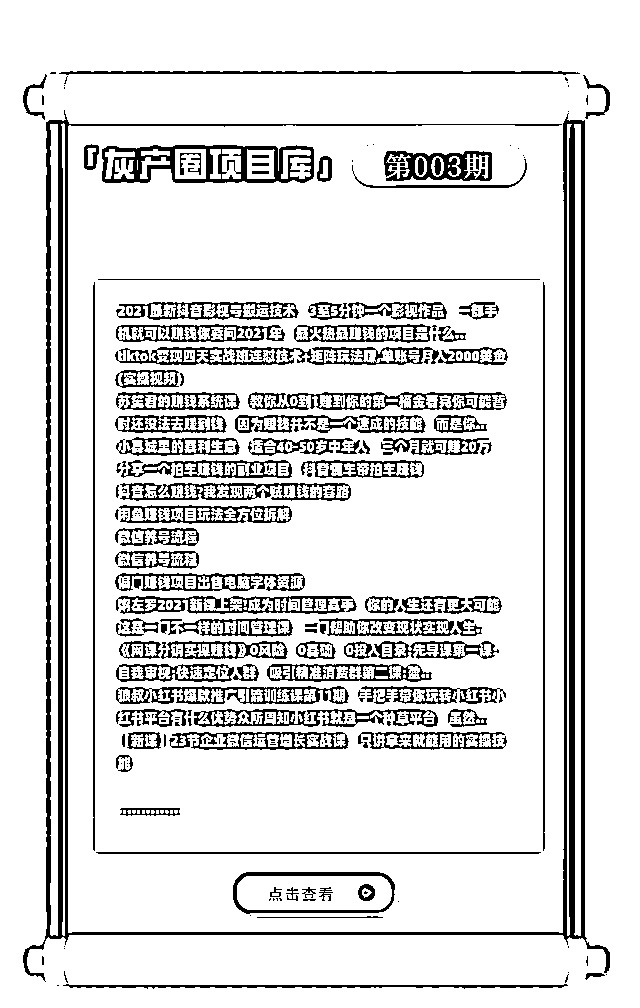 「灰产圈项目库」 第003期
2021最新抖音影视号搬运技术 3至5分钟一个影视作品 一部手
机就可以赚钱你要问2021年 最火热最赚钱的项目是什么..
tiktok变现四天实战班连怼技术+矩阵玩法赚,单账号月入2000美金
(实操视频)
教你从0到1赚到你的第一桶金看完你可能暂
时还没法去赚到钱 因为赚钱并不是一个速成的技能 而是你..
小县城里的暴利生意 适合40-50岁中年人 三个月就可赚20万
分享一个拍车赚钱的副业项目 抖音懂车帝拍车赚钱
抖音怎么赚钱?我发现两个城赚钱的套路
闲鱼赚钱项目玩法全方位拆解
微信养号流程
微信养号流程
偏门赚钱项目出售电脑字体资源
2021新课上架!成为时间管理高手 你的人生还有更大可能
这是一门不一样的时间管理课 一门帮助你改变现状实现人生.
《网课分销实现赚钱》0风险 0基础 0投入目录:先导课第一课·
自我审视·快速定位人群 吸引精准消费群第二课:
狼叔小红书爆款推广引流训练课第11期 手把手带你玩转小红书小
红书平台有什么优势众所周知小红书就是一个种草平台 虽然..
【新课】23节企业微信运营增长实战课 只讲拿来就能用的实操技
能
点击查看